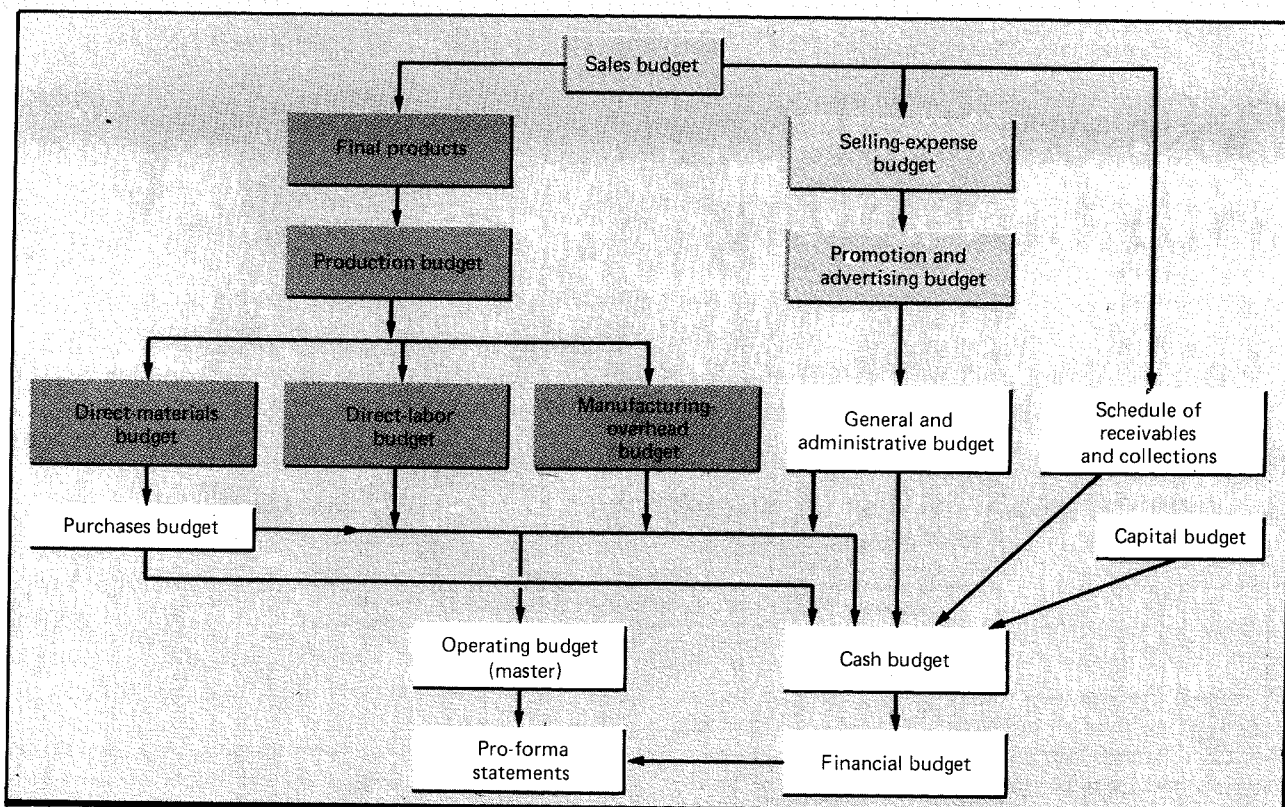 Sales budget
Final products
Selling-expense
budget
Production budget
Promotion and
advertising budget
Direct-materials
budget
Direct-labor
budget
Manufacturing-
overhead
budget
General and
administrative budget
Schedule of
receivables
and collections
Purchases budget
Capital budget
Operating budget
(master)
Cash budget
Pro-forma
statements
Financial budget